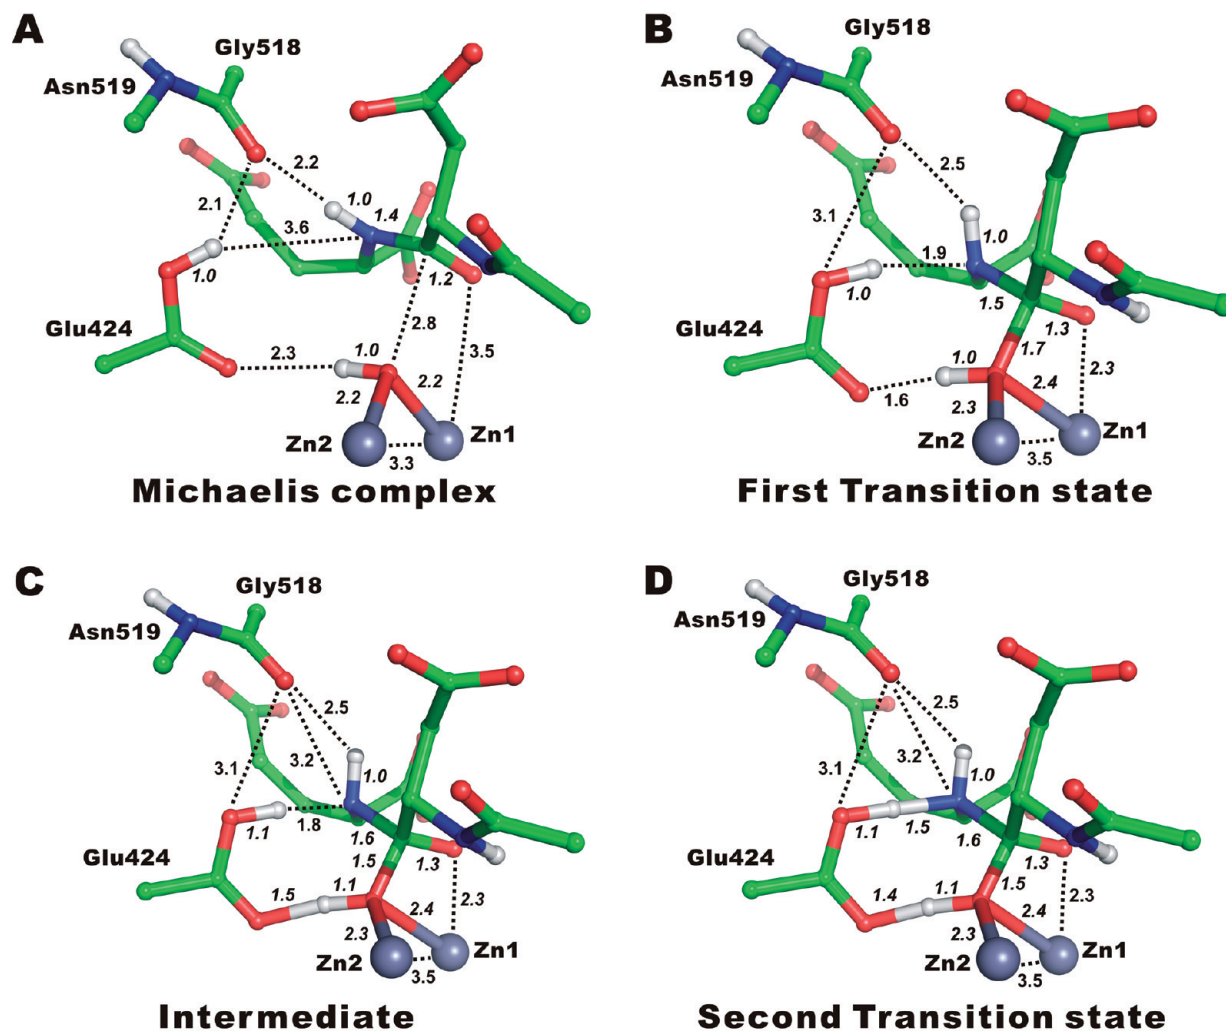 A
Gly518
Asn519
2.2
2.1
1.0
1.4
3.6
1.0
1.2
Glu424
2.8
3.5
2.3
1.0
2.2
2.2
Zn2
Zn1
3.3
Michaelis complex
B
Gly518
Asn519
2.5
3.1
1.0
1.9
1.0
1.5
Glu424
1.3
1.7
1.0
2.3
2.4
1.6
2.3
Zn2
Zn1
3.5
First Transition state
C
Gly518
Asn519
2.5
3.2
3.1
1.0
1.1
1.8
1.6
Glu424
1.5
1.3
1.5
1.1
2.3
2.4
2.3
Zn2
Zn1
3.5
Intermediate
D
Gly518
Asn519
2.5
3.2
3.1
1.0
1.1
1.5
1.6
Glu424
1.3
1.5
1.4
1.1
2.3
2.4
2.3
Zn2
Zn1
3.5
Second Transition state